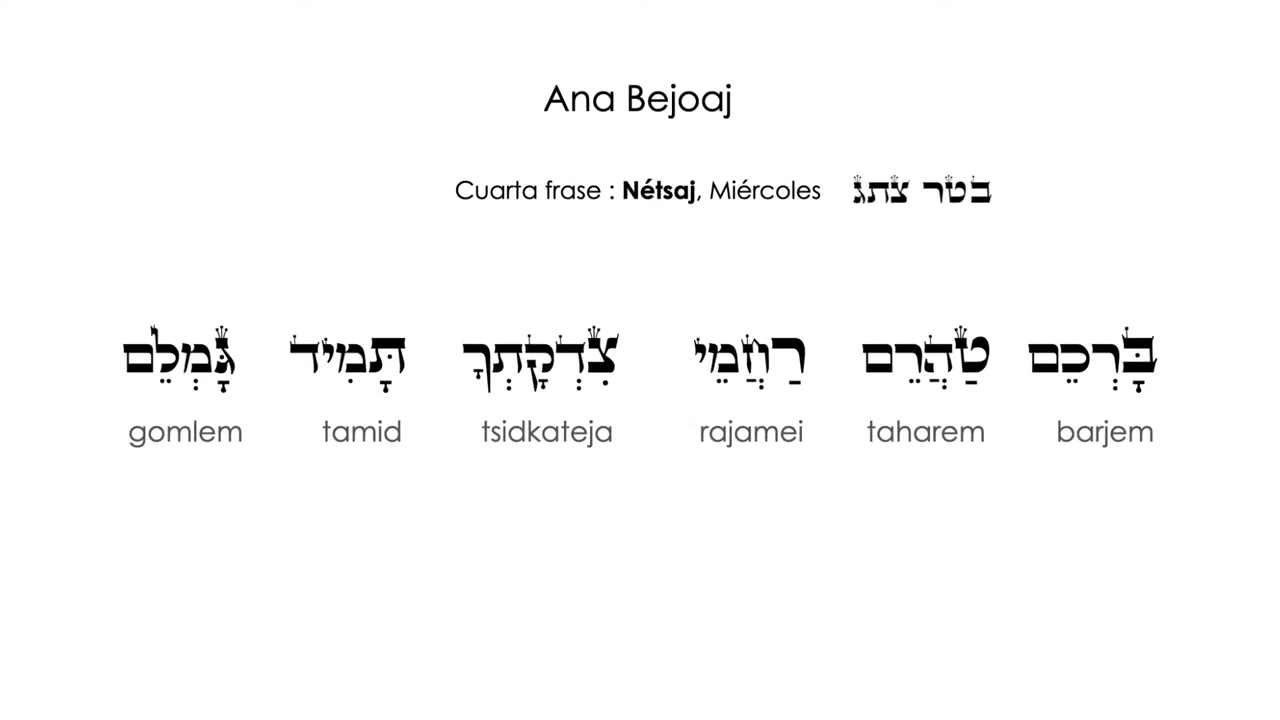 Ana Bejoaj
Cuarta frase : Nétsaj, Miércoles בטר צתג
בָּרְכֵם טַהֲרֵם רַחֲמֵי צִדְקָתְךָ תָּמִיד גָּמְלֵם
gomlem tamid tsidkateja rajamei taharem barjem